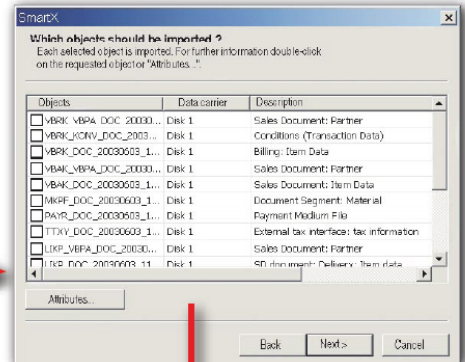 SmartX
Which objects should be imported ?
Each selected object is imported. For further information double-click
on the requested object or "Attributes...".
Objects Data carrier Description
VBRK_VBPA_DOC_20030... Disk 1 Sales Document: Partner
VBRK_KONV_DOC_2003... Disk 1 Conditions (Transaction Data)
VBRK_DOC_20030603_1... Disk 1 Billing: Item Data
VBAK_VBPA_DOC_20030... Disk 1 Sales Document: Partner
VBAK_DOC_20030603_1... Disk 1 Sales Document: Item Data
MKPF_DOC_20030603_1... Disk 1 Document Segment: Material
PAYR_DOC_20030603_1... Disk 1 Payment Medium File
TTXY_DOC_20030603_1... Disk 1 External tax interface: tax information
LIKP_VBPA_DOC_20030... Disk 1 Sales Document: Partner
LIKP_DOC_20030603_11... Disk 1 SD document: Delivery: Item data
Attributes...
Back Next > Cancel